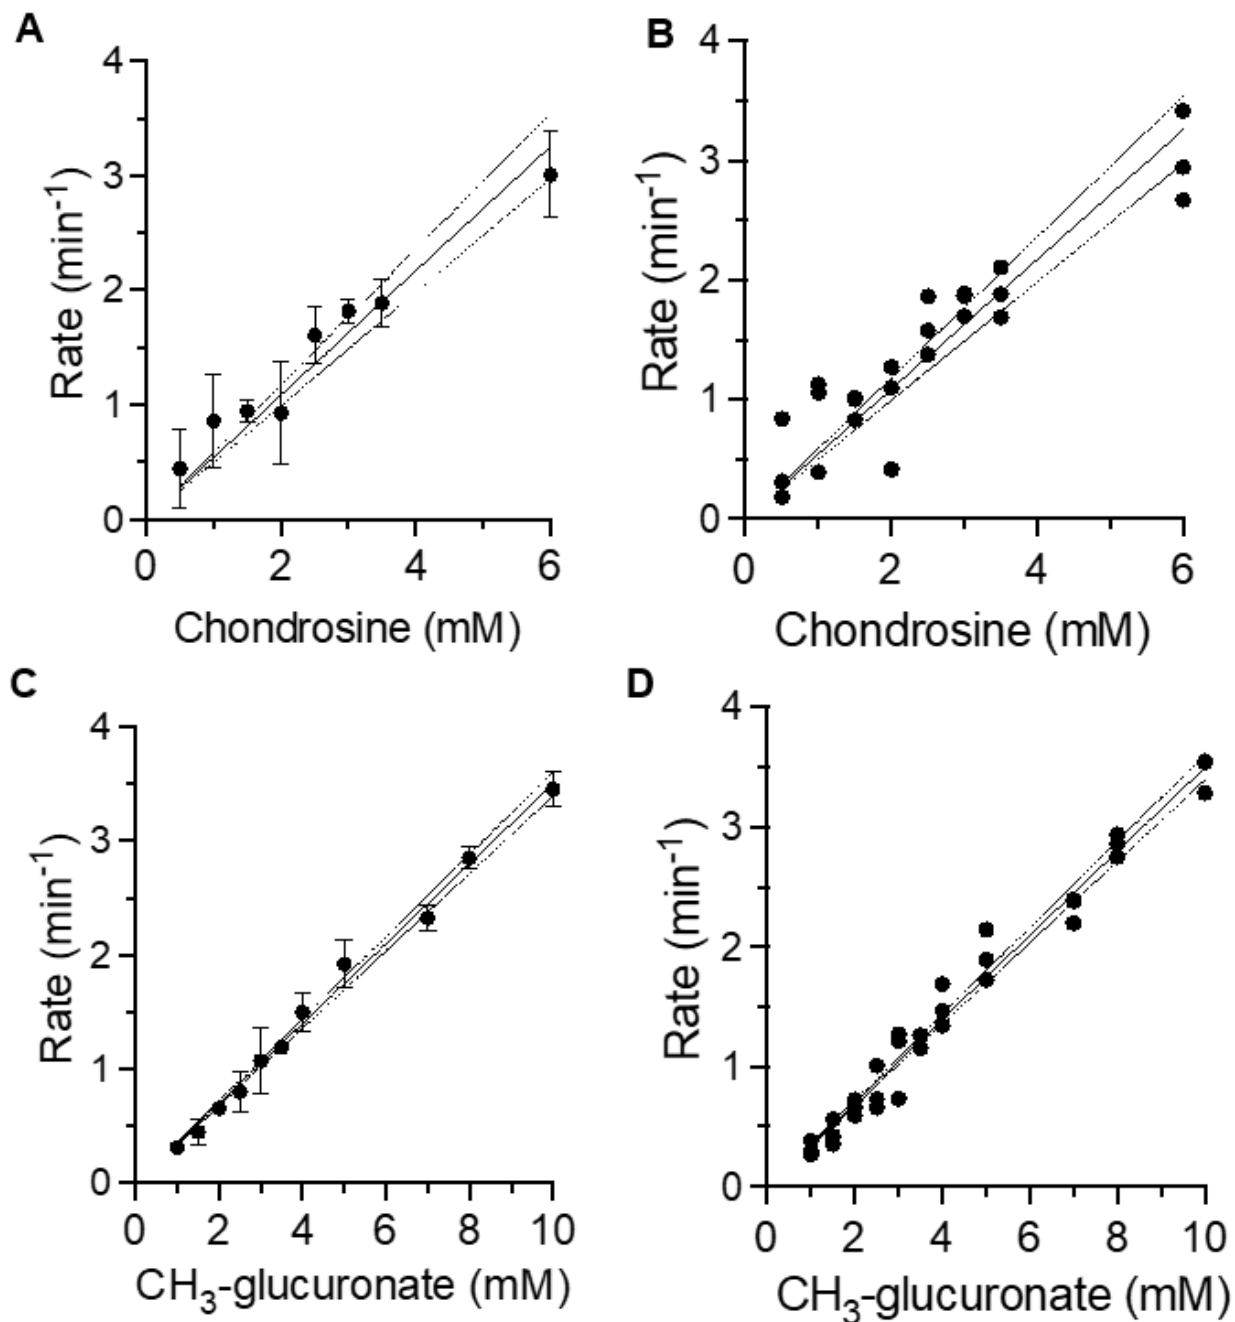 A
Rate (min⁻¹)
4
3
2
1
0
0 2 4 6
Chondrosine (mM)
B
Rate (min⁻¹)
4
3
2
1
0
0 2 4 6
Chondrosine (mM)
C
Rate (min⁻¹)
4
3
2
1
0
0 2 4 6 8 10
CH₃-glucuronate (mM)
D
Rate (min⁻¹)
4
3
2
1
0
0 2 4 6 8 10
CH₃-glucuronate (mM)